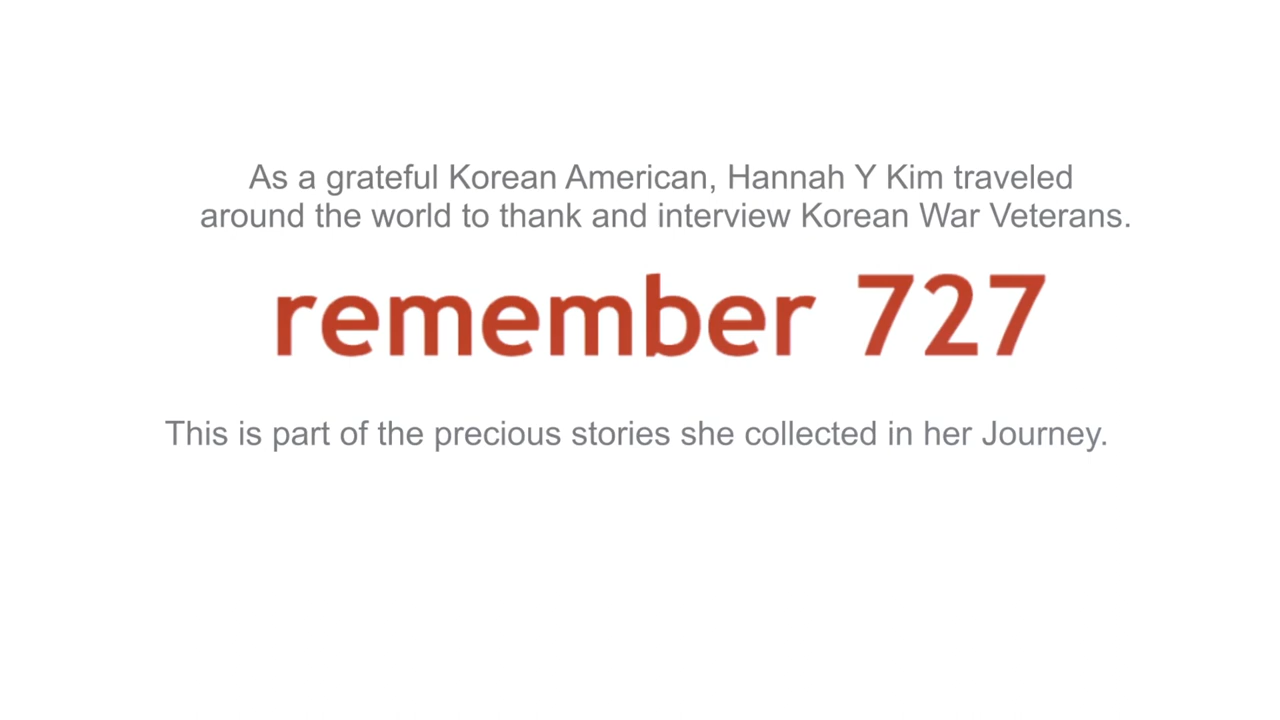 As a grateful Korean American, Hannah Y Kim traveled
around the world to thank and interview Korean War Veterans.
remember 727
This is part of the precious stories she collected in her Journey.